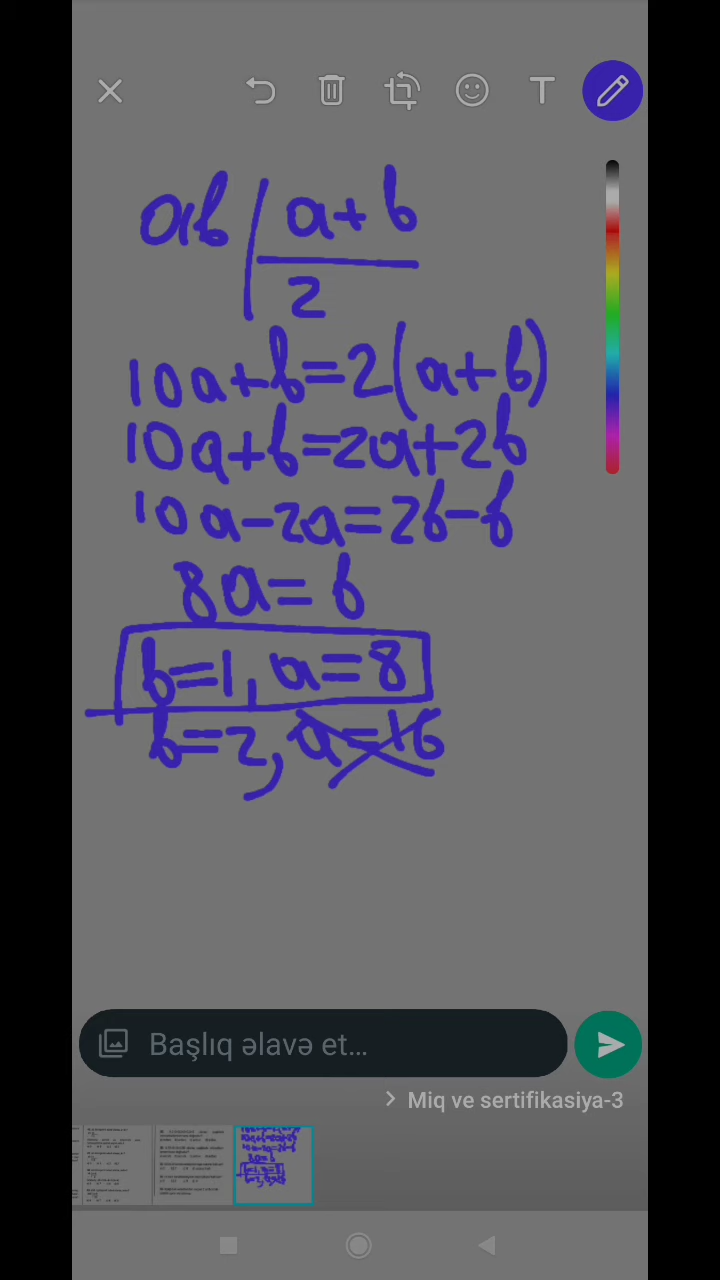 T
ab | a+b
2
10a+b=2(a+b)
10a+b=2a+2b
10a-2a=2b-b
8a=b
b=1, a=8
b=2, a=16
Başlıq əlavə et...
Miq ve sertifikasiya-3